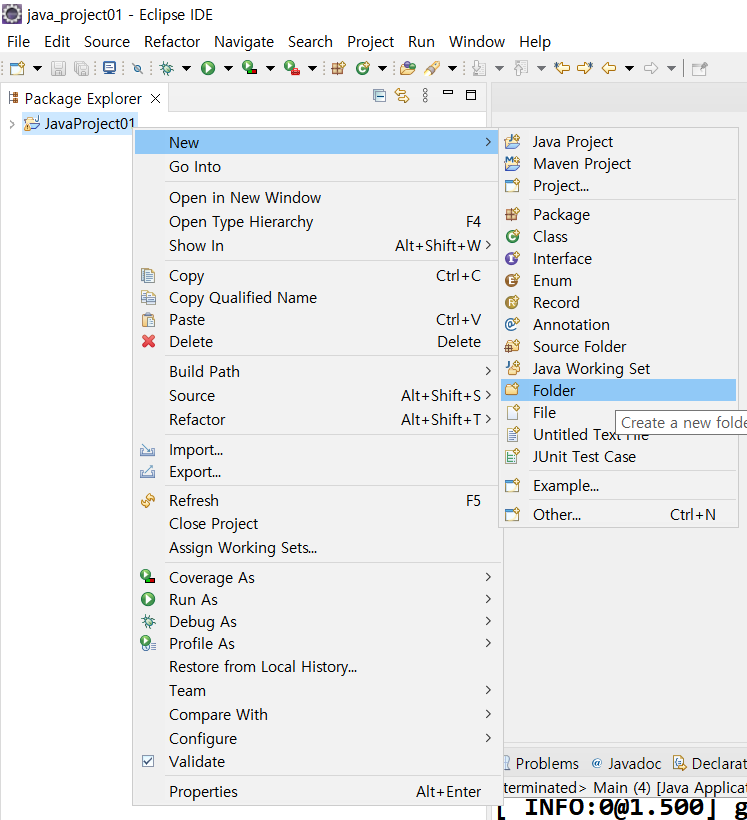 java_project01 - Eclipse IDE
File Edit Source Refactor Navigate Search Project Run Window Help
Package Explorer
JavaProject01
New
Go Into
Open in New Window
Open Type Hierarchy F4
Show In Alt+Shift+W
Copy Ctrl+C
Copy Qualified Name
Paste Ctrl+V
Delete Delete
Build Path
Source Alt+Shift+S
Refactor Alt+Shift+T
Import...
Export...
Refresh F5
Close Project
Assign Working Sets...
Coverage As
Run As
Debug As
Profile As
Restore from Local History...
Team
Compare With
Configure
Validate
Properties Alt+Enter
Java Project
Maven Project
Project...
Package
Class
Interface
Enum
Record
Annotation
Source Folder
Java Working Set
Folder
File
Create a new folde
Untitled Text File
JUnit Test Case
Example...
Other... Ctrl+N
Problems @ Javadoc Declarat
terminated> Main (4) [Java Applicat
[ INFO:0@1.500] g